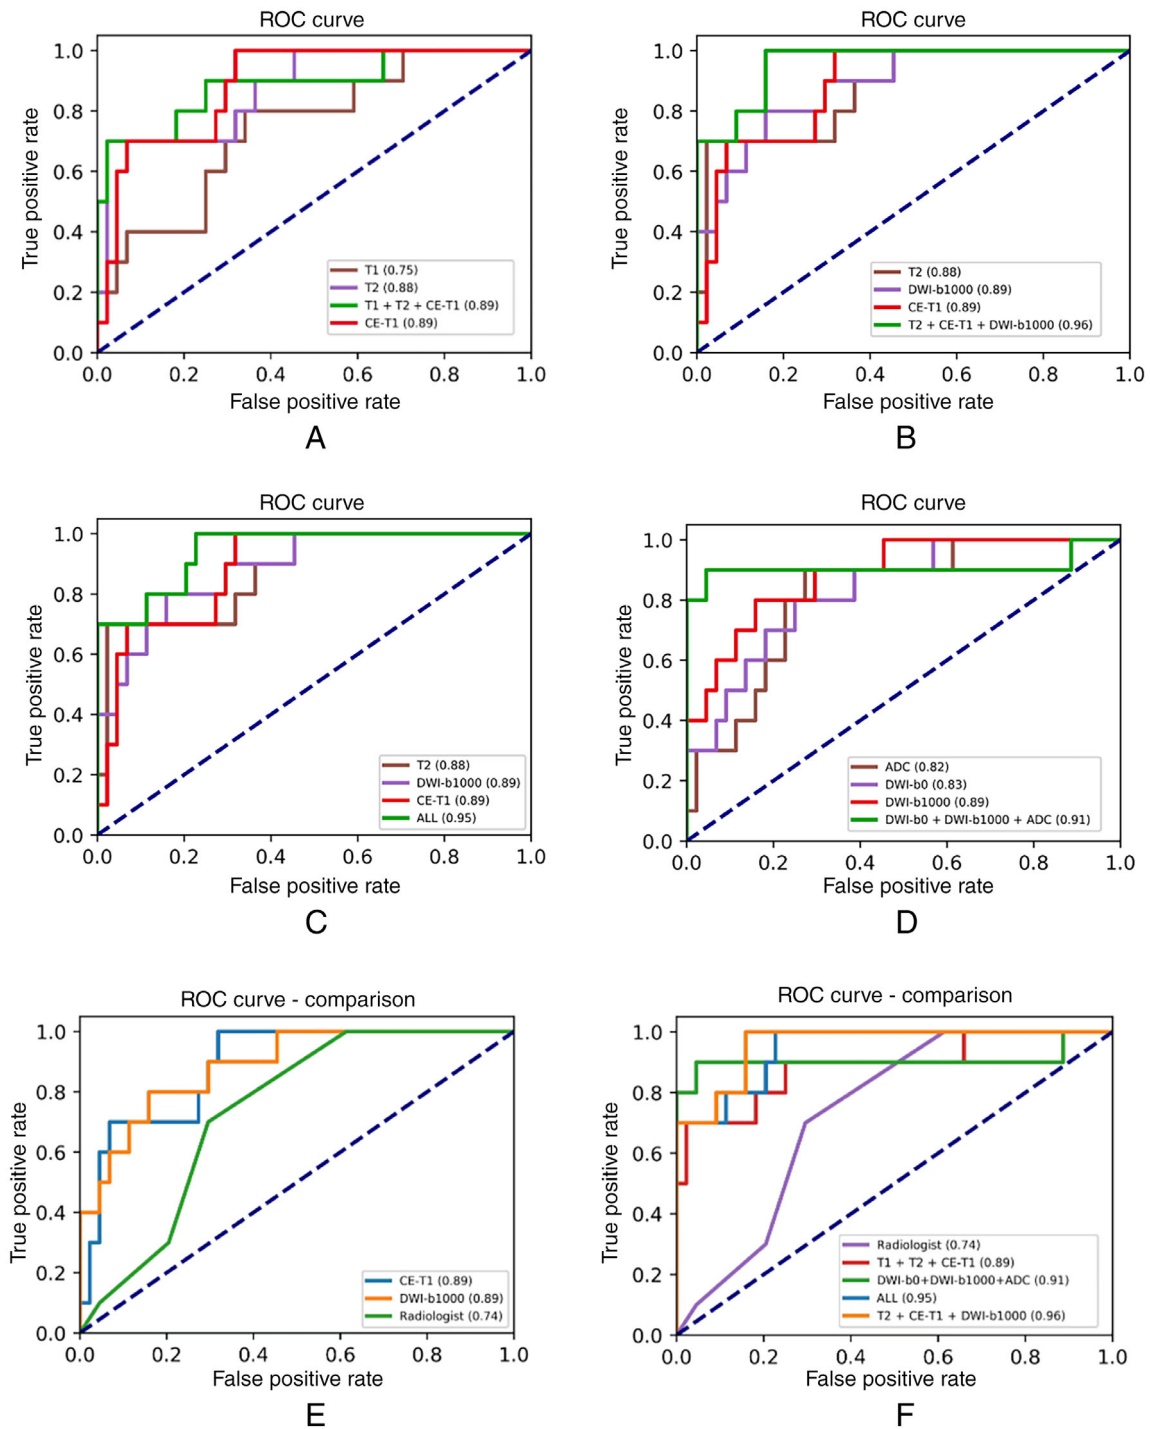 ROC curve
1.0
0.8
0.6
0.4
0.2
0.0
True positive rate
T1 (0.75)
T2 (0.88)
T1 + T2 + CE-T1 (0.89)
CE-T1 (0.89)
0.0 0.2 0.4 0.6 0.8 1.0
False positive rate
A
ROC curve
1.0
0.8
0.6
0.4
0.2
0.0
True positive rate
T2 (0.88)
DWI-b1000 (0.89)
CE-T1 (0.89)
T2 + CE-T1 + DWI-b1000 (0.96)
0.0 0.2 0.4 0.6 0.8 1.0
False positive rate
B
ROC curve
1.0
0.8
0.6
0.4
0.2
0.0
True positive rate
T2 (0.88)
DWI-b1000 (0.89)
CE-T1 (0.89)
ALL (0.95)
0.0 0.2 0.4 0.6 0.8 1.0
False positive rate
C
ROC curve
1.0
0.8
0.6
0.4
0.2
0.0
True positive rate
ADC (0.82)
DWI-b0 (0.83)
DWI-b1000 (0.89)
DWI-b0 + DWI-b1000 + ADC (0.91)
0.0 0.2 0.4 0.6 0.8 1.0
False positive rate
D
ROC curve - comparison
1.0
0.8
0.6
0.4
0.2
0.0
True positive rate
CE-T1 (0.89)
DWI-b1000 (0.89)
Radiologist (0.74)
0.0 0.2 0.4 0.6 0.8 1.0
False positive rate
E
ROC curve - comparison
1.0
0.8
0.6
0.4
0.2
0.0
True positive rate
Radiologist (0.74)
T1 + T2 + CE-T1 (0.89)
DWI-b0+DWI-b1000+ADC (0.91)
ALL (0.95)
T2 + CE-T1 + DWI-b1000 (0.96)
0.0 0.2 0.4 0.6 0.8 1.0
False positive rate
F